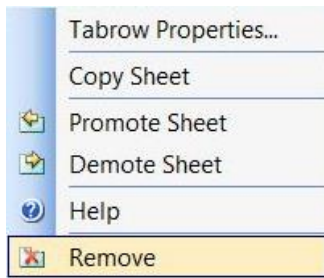 Tabrow Properties...
Copy Sheet
Promote Sheet
Demote Sheet
Help
Remove